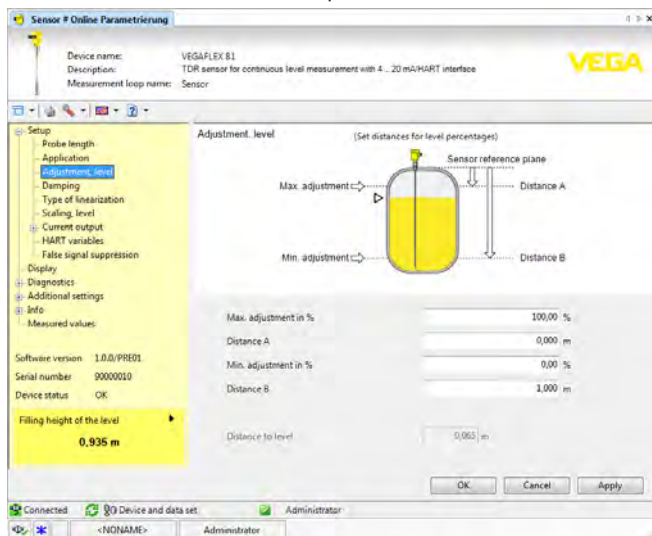 Sensor # Online Parametrierung
Device name: VEGAFLEX 81
Description: TDR sensor for continuous level measurement with 4 .. 20 mA/HART interface
Measurement loop name: Sensor
VEGA
Setup
Probe length
Application
Adjustment, level
Damping
Type of linearization
Scaling, level
Current output
HART variables
False signal suppression
Display
Diagnostics
Additional settings
Info
Measured values
Software version 1.0.0/PRE01
Serial number 90000010
Device status OK
Filling height of the level
0,935 m
Adjustment. level (Set distances for level percentages)
Sensor reference plane
Max. adjustment Distance A
Min. adjustment Distance B
Max. adjustment in % 100,00 %
Distance A 0,000 m
Min. adjustment in % 0,00 %
Distance B 1,000 m
Distance to level 0,065 m
OK Cancel Apply
Connected Device and data set Administrator
<NONAME> Administrator